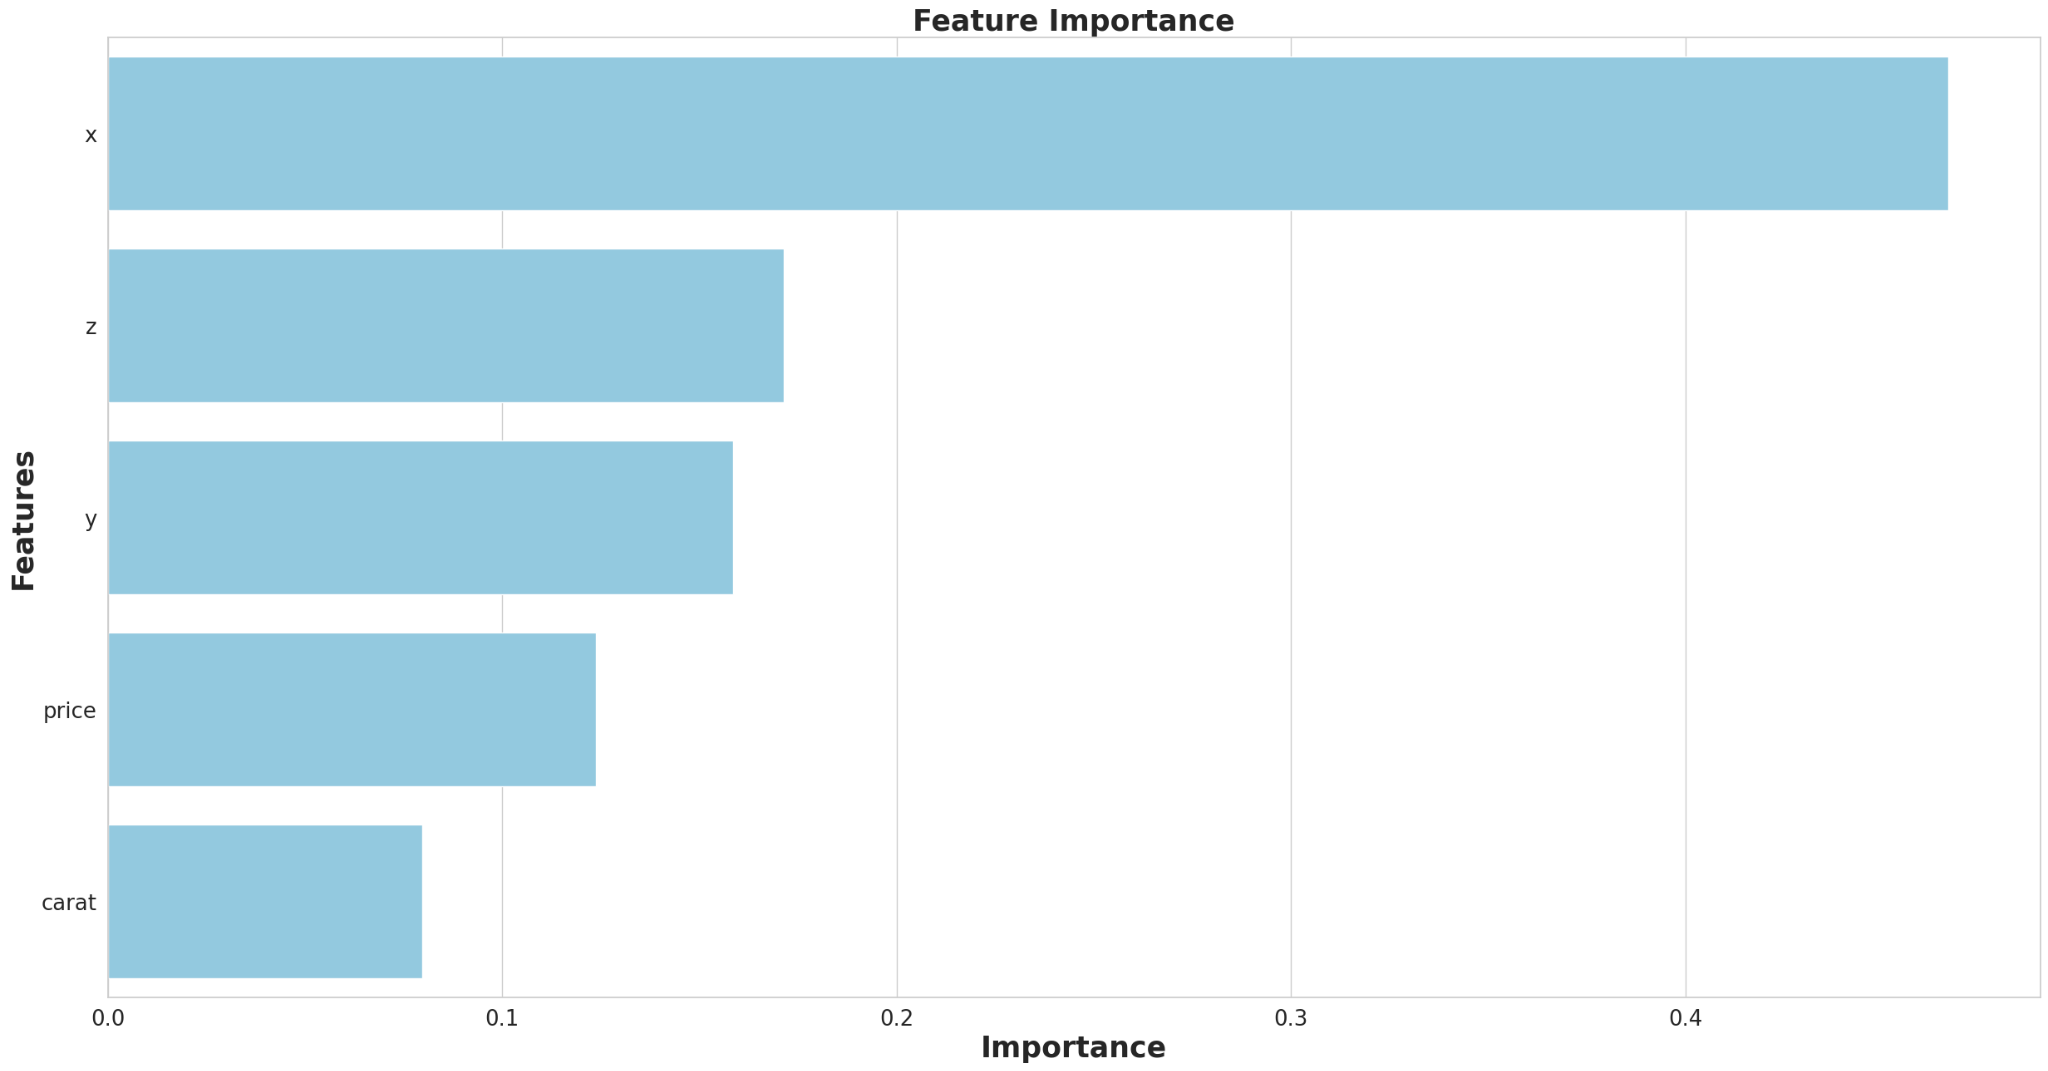 Feature Importance
x
z
y
price
carat
Features
0.0 0.1 0.2 0.3 0.4
Importance